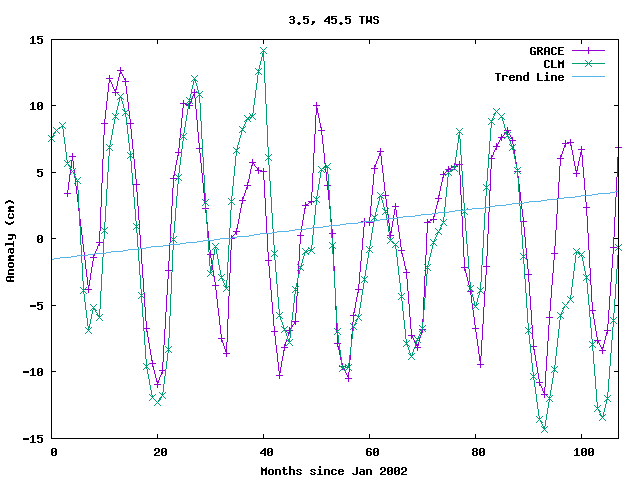 3.5, 45.5 TWS
15
10
5
0
-5
-10
-15
Anomaly (cm)
GRACE
CLM
Trend Line
0 20 40 60 80 100
Months since Jan 2002